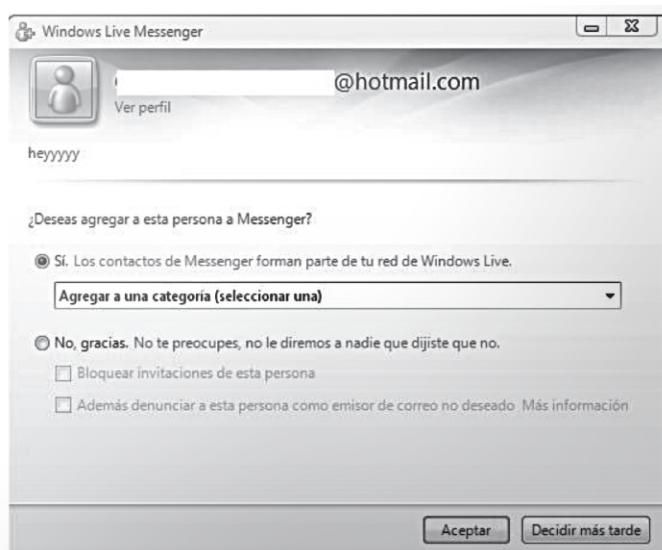 Windows Live Messenger
@hotmail.com
Ver perfil
heyyyyy
¿Deseas agregar a esta persona a Messenger?
Sí. Los contactos de Messenger forman parte de tu red de Windows Live.
Agregar a una categoría (seleccionar una)
No, gracias. No te preocupes, no le diremos a nadie que dijiste que no.
Bloquear invitaciones de esta persona
Además denunciar a esta persona como emisor de correo no deseado Más información
Aceptar Decidir más tarde